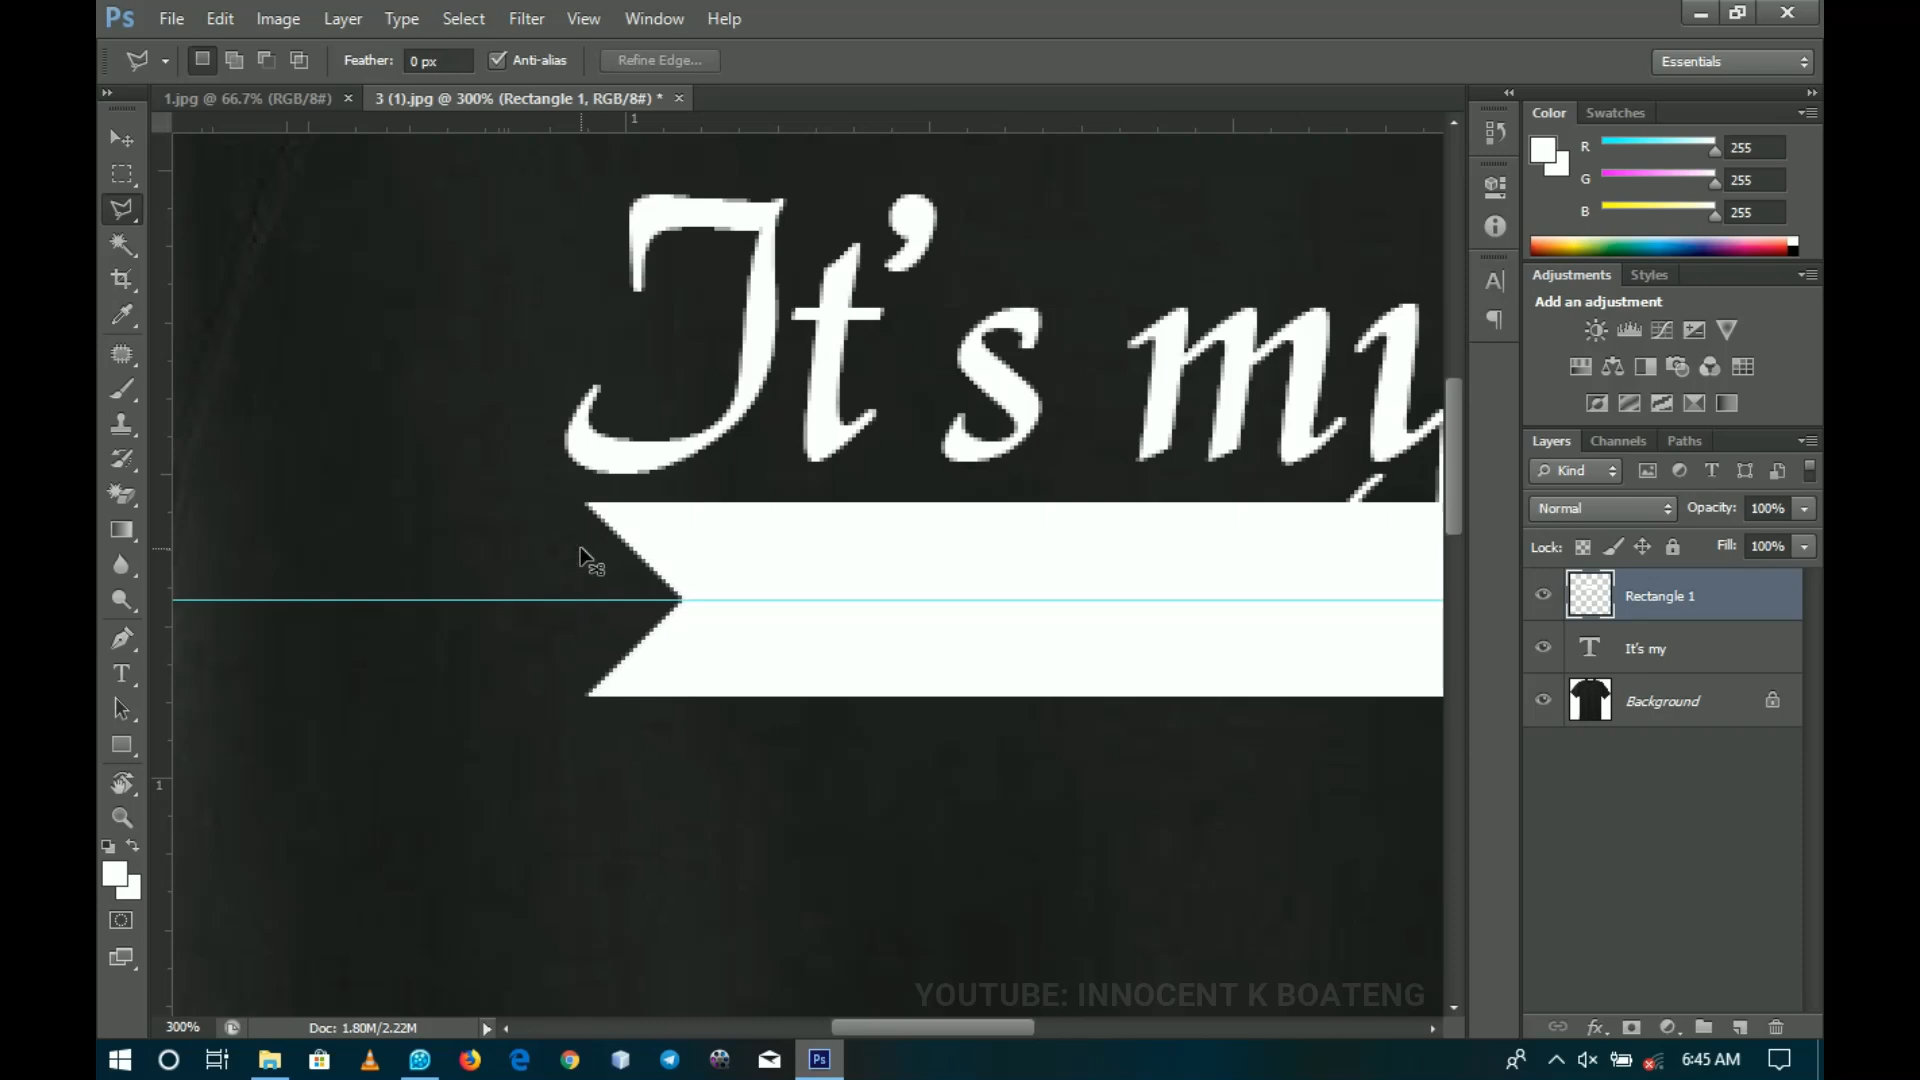 Ps File Edit Image Layer Type Select Filter View Window Help
Feather: 0 px Anti-alias Refine Edge... Essentials
1.jpg @ 66.7% (RGB/8#) × 3 (1).jpg @ 300% (Rectangle 1, RGB/8#) * ×
1
Color Swatches
R 255
G 255
B 255
Adjustments Styles
Add an adjustment
It's my
Layers Channels Paths
Kind
Normal Opacity: 100%
Lock: Fill: 100%
Rectangle 1
It's my
Background
1
YOUTUBE: INNOCENT K BOATENG
300% Doc: 1.80M/2.22M
Ps 6:45 AM